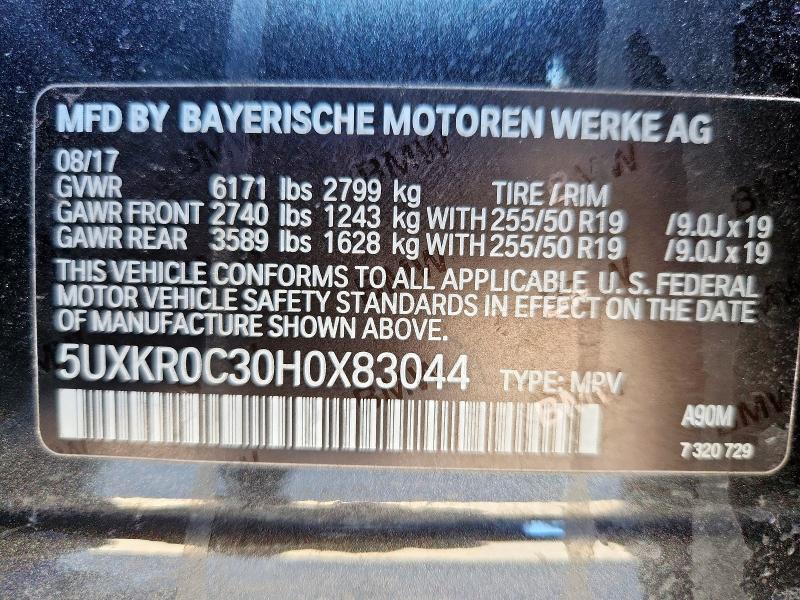 MFD BY BAYERISCHE MOTOREN WERKE AG
08/17
GVWR 6171 lbs 2799 kg TIRE / RIM
GAWR FRONT 2740 lbs 1243 kg WITH 255/50 R19 /9.0J x 19
GAWR REAR 3589 lbs 1628 kg WITH 255/50 R19 /9.0J x 19
THIS VEHICLE CONFORMS TO ALL APPLICABLE U. S. FEDERAL
MOTOR VEHICLE SAFETY STANDARDS IN EFFECT ON THE DATE
OF MANUFACTURE SHOWN ABOVE.
5UXKR0C30H0X83044 TYPE: MPV
A90M
7 320 729